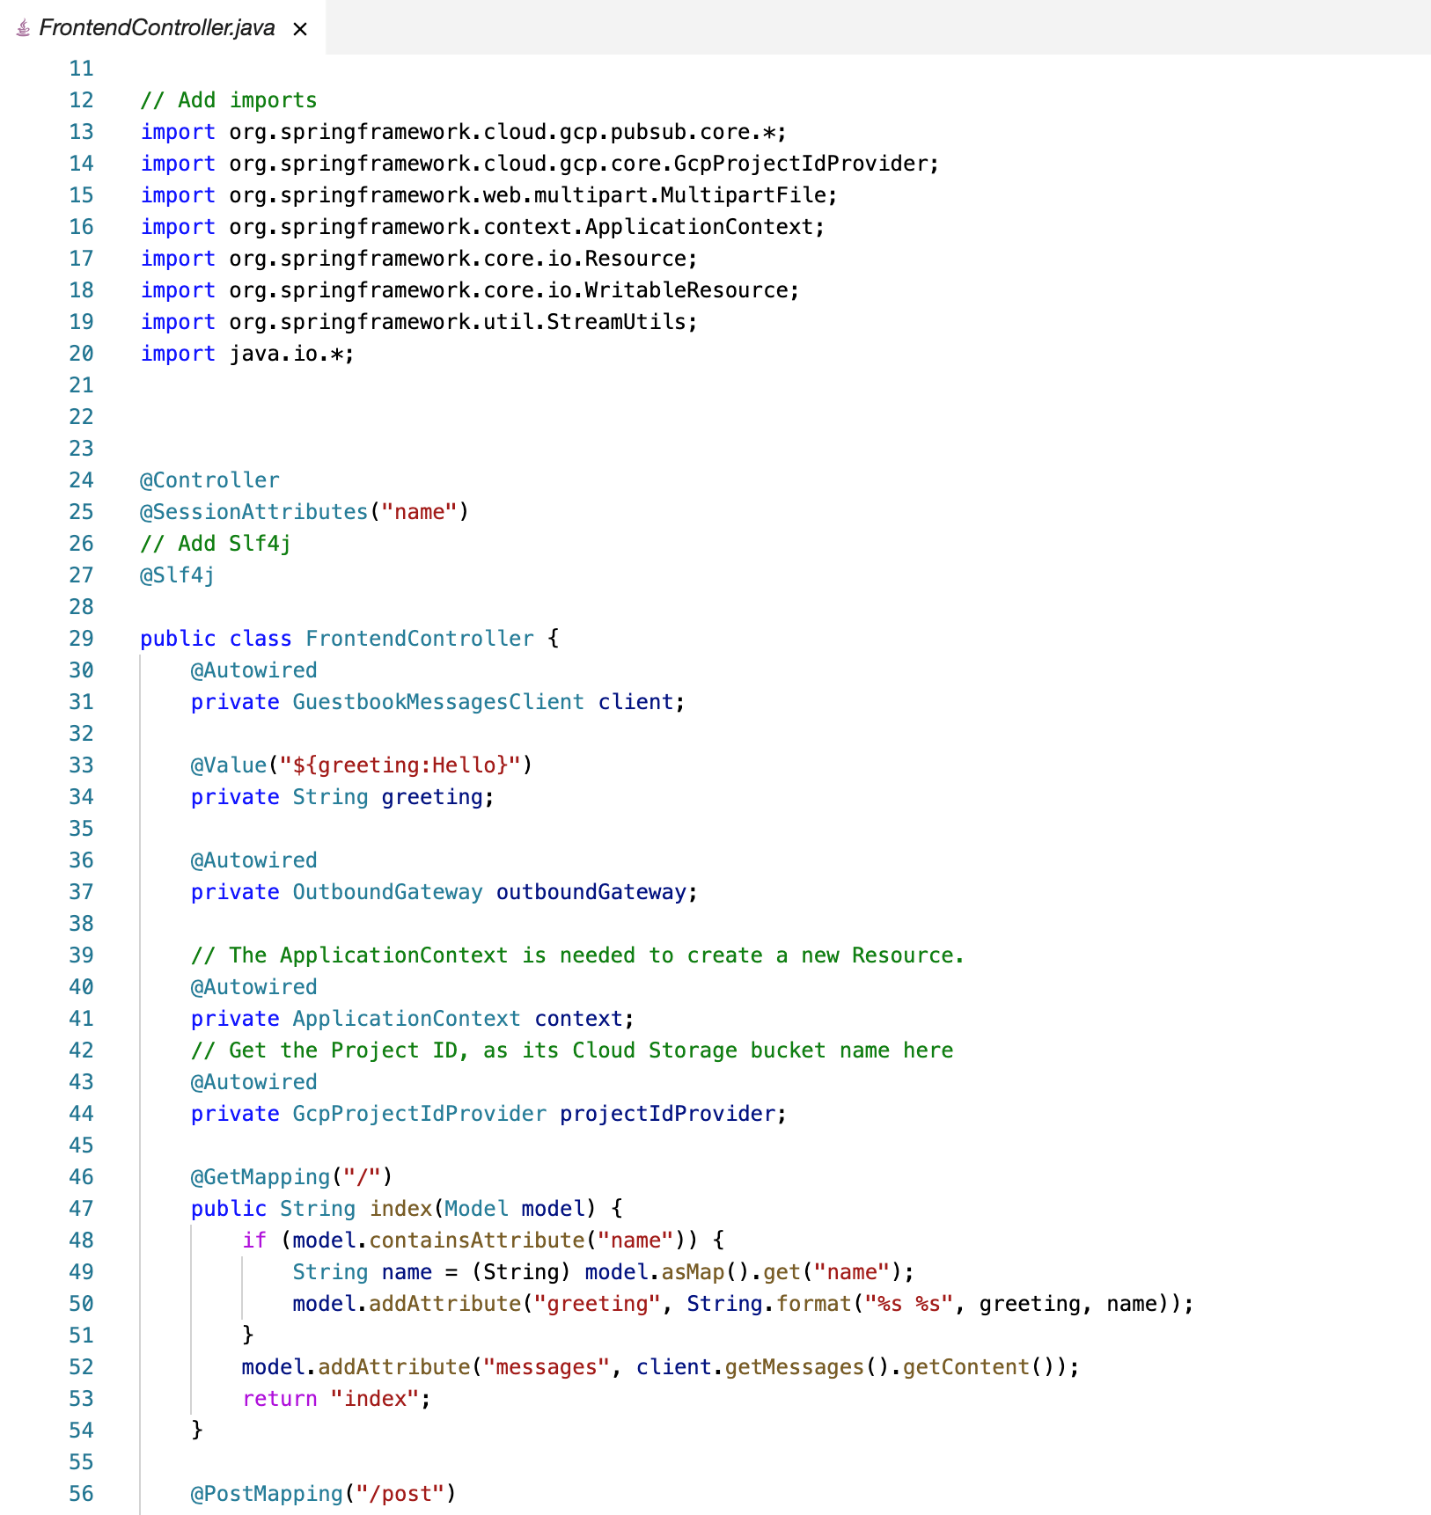 FrontendController.java ×
11
12 // Add imports
13 import org.springframework.cloud.gcp.pubsub.core.*;
14 import org.springframework.cloud.gcp.core.GcpProjectIdProvider;
15 import org.springframework.web.multipart.MultipartFile;
16 import org.springframework.context.ApplicationContext;
17 import org.springframework.core.io.Resource;
18 import org.springframework.core.io.WritableResource;
19 import org.springframework.util.StreamUtils;
20 import java.io.*;
21
22
23
24 @Controller
25 @SessionAttributes("name")
26 // Add Slf4j
27 @Slf4j
28
29 public class FrontendController {
30     @Autowired
31     private GuestbookMessagesClient client;
32
33     @Value("${greeting:Hello}")
34     private String greeting;
35
36     @Autowired
37     private OutboundGateway outboundGateway;
38
39     // The ApplicationContext is needed to create a new Resource.
40     @Autowired
41     private ApplicationContext context;
42     // Get the Project ID, as its Cloud Storage bucket name here
43     @Autowired
44     private GcpProjectIdProvider projectIdProvider;
45
46     @GetMapping("/")
47     public String index(Model model) {
48         if (model.containsAttribute("name")) {
49             String name = (String) model.asMap().get("name");
50             model.addAttribute("greeting", String.format("%s %s", greeting, name));
51         }
52         model.addAttribute("messages", client.getMessages().getContent());
53         return "index";
54     }
55
56     @PostMapping("/post")